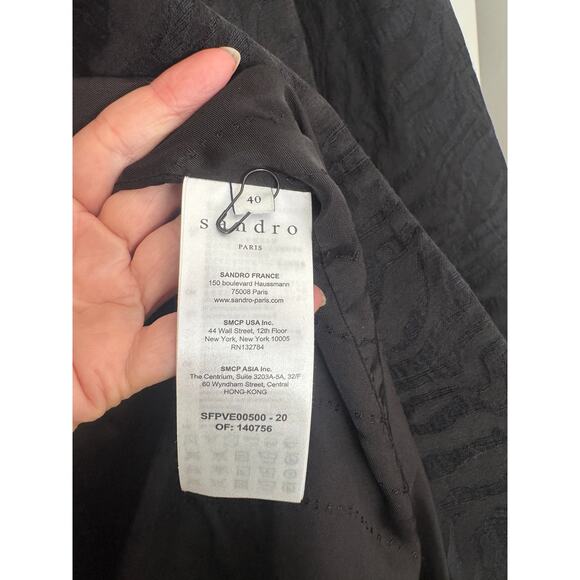 40
sandro
PARIS
SANDRO FRANCE
150 boulevard Haussmann
75008 Paris
www.sandro-paris.com
SMCP USA Inc.
44 Wall Street, 12th Floor
New York, New York 10005
RN132784
SMCP ASIA Inc.
The Centrium, Suite 3203A-5A, 32/F
60 Wyndham Street, Central
HONG-KONG
SFPVE00500 - 20
OF: 140756